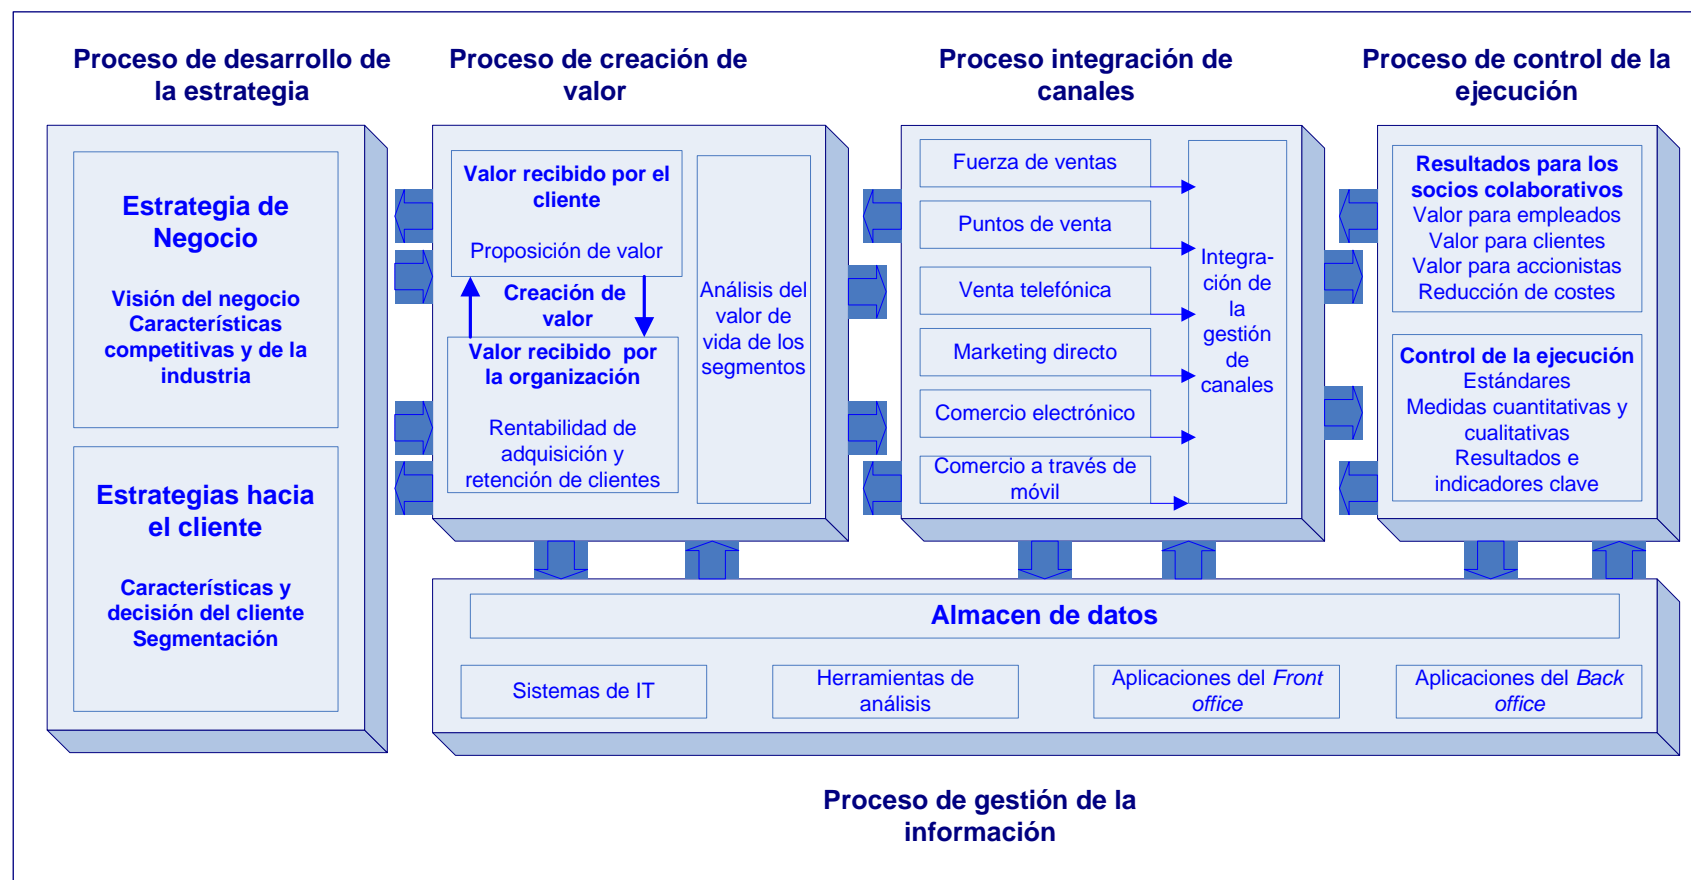 Proceso de desarrollo de
la estrategia
Proceso de creación de
valor
Proceso integración de
canales
Proceso de control de la
ejecución
Estrategia de
Negocio
Visión del negocio
Características
competitivas y de la
industria
Estrategias hacia
el cliente
Características y
decisión del cliente
Segmentación
Valor recibido por el
cliente
Proposición de valor
Creación de
valor
Valor recibido  por
la organización
Rentabilidad de
adquisición y
retención de clientes
Análisis del
valor de
vida de los
segmentos
Fuerza de ventas
Puntos de venta
Venta telefónica
Marketing directo
Comercio electrónico
Comercio a través de
móvil
Integra-
ción de
la
gestión
de
canales
Resultados para los
socios colaborativos
Valor para empleados
Valor para clientes
Valor para accionistas
Reducción de costes
Control de la ejecución
Estándares
Medidas cuantitativas y
cualitativas
Resultados e
indicadores clave
Almacen de datos
Sistemas de IT
Herramientas de
análisis
Aplicaciones del Front
office
Aplicaciones del Back
office
Proceso de gestión de la
información